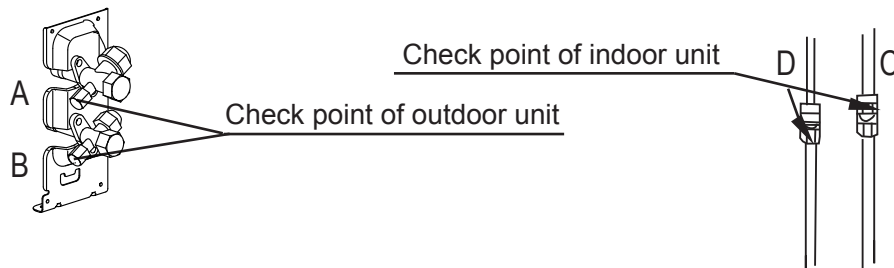 Check point of indoor unit
D
C
A
Check point of outdoor unit
B